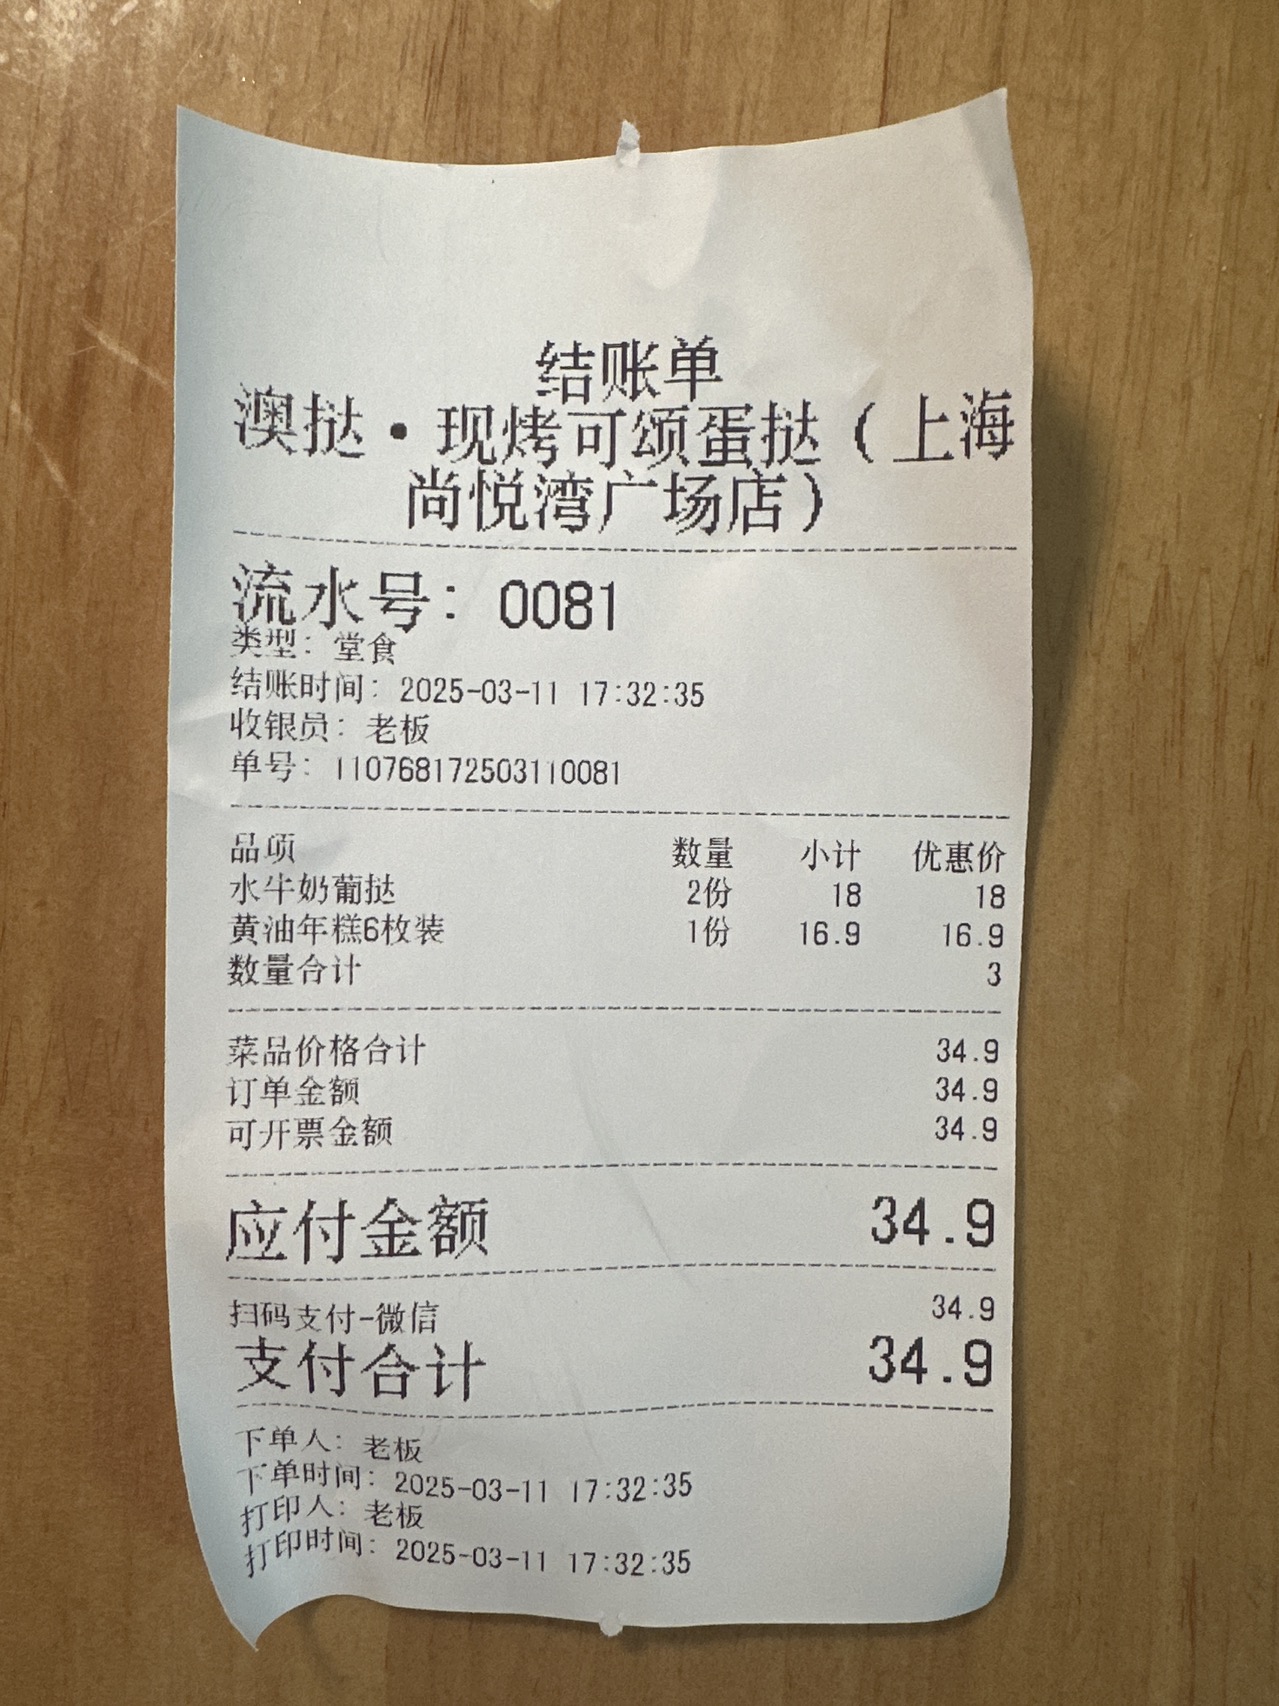 结账单
澳挞·现烤可颂蛋挞（上海
尚悦湾广场店）
流水号：0081
类型：堂食
结账时间：2025-03-11 17:32:35
收银员：老板
单号：110768172503110081
品项 数量 小计 优惠价
水牛奶葡挞 2份 18 18
黄油年糕6枚装 1份 16.9 16.9
数量合计 3
菜品价格合计 34.9
订单金额 34.9
可开票金额 34.9
应付金额 34.9
扫码支付-微信 34.9
支付合计 34.9
下单人：老板
下单时间：2025-03-11 17:32:35
打印人：老板
打印时间：2025-03-11 17:32:35